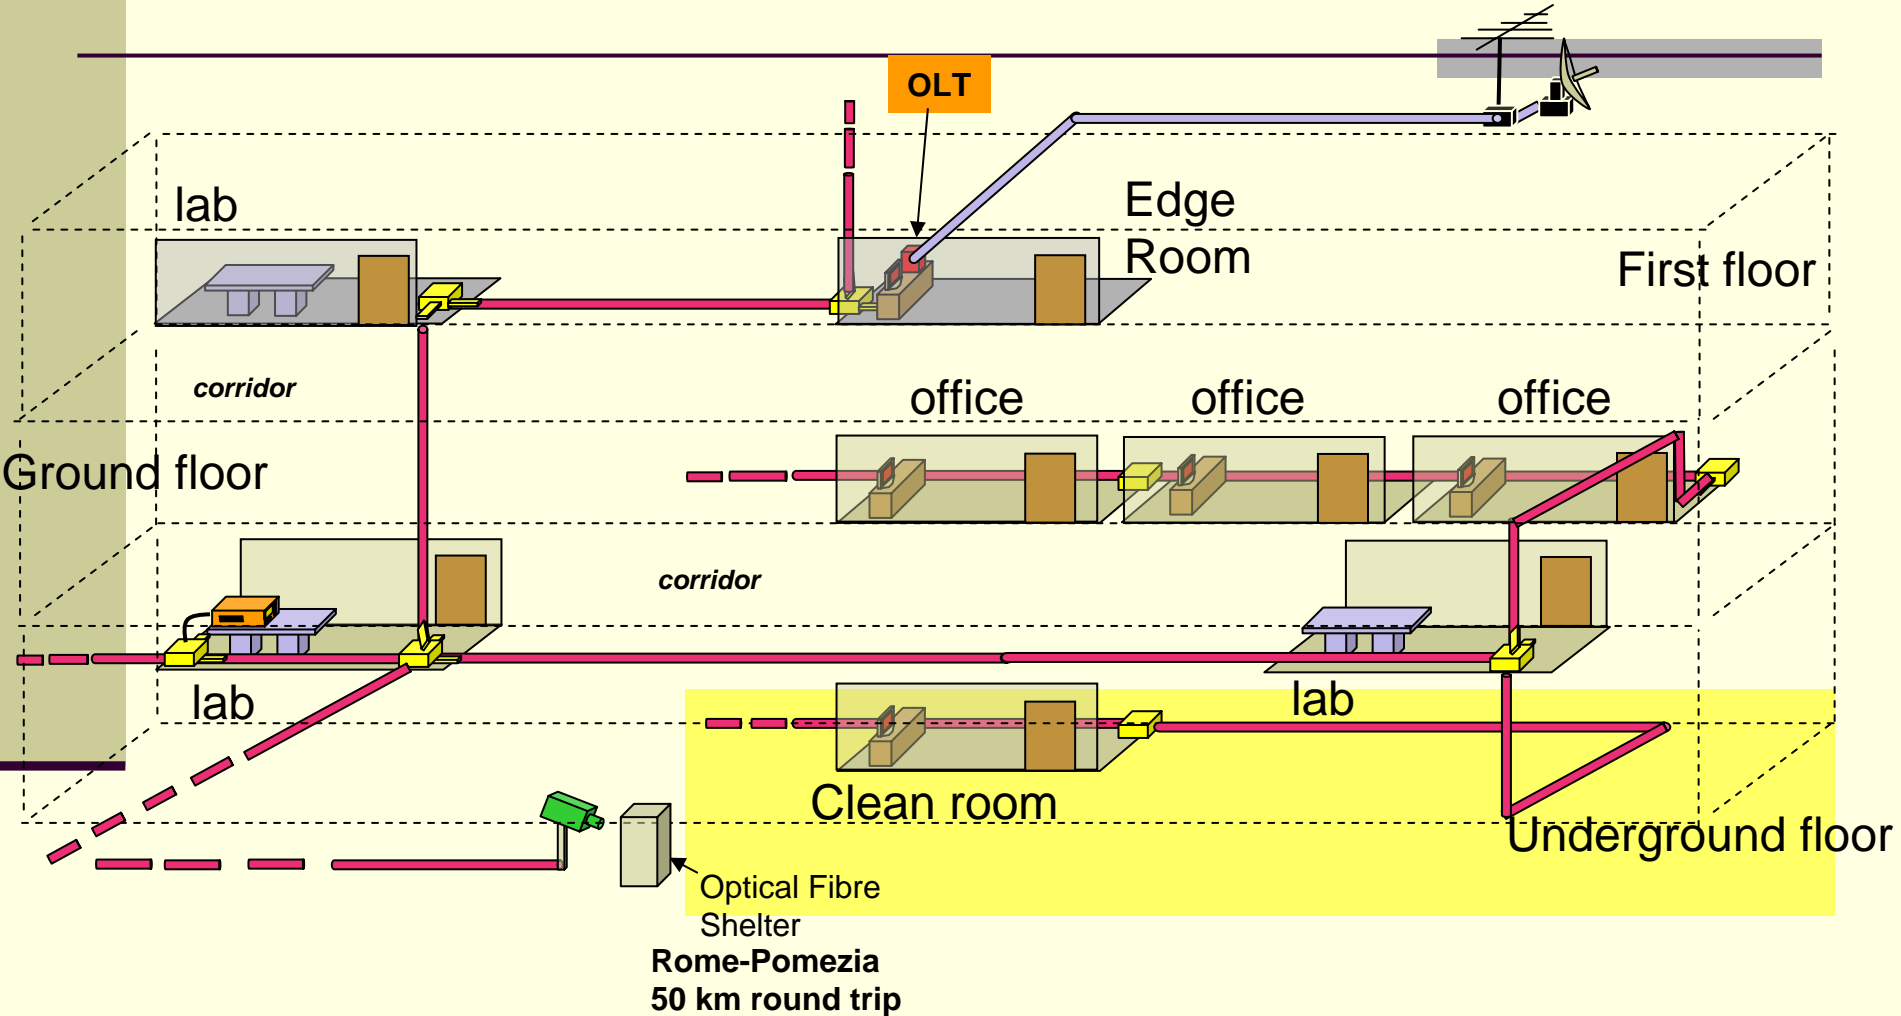 OLT
lab
Edge
Room
First floor
corridor
office
office
office
Ground floor
corridor
lab
lab
Clean room
Underground floor
Optical Fibre
Shelter
Rome-Pomezia
50 km round trip